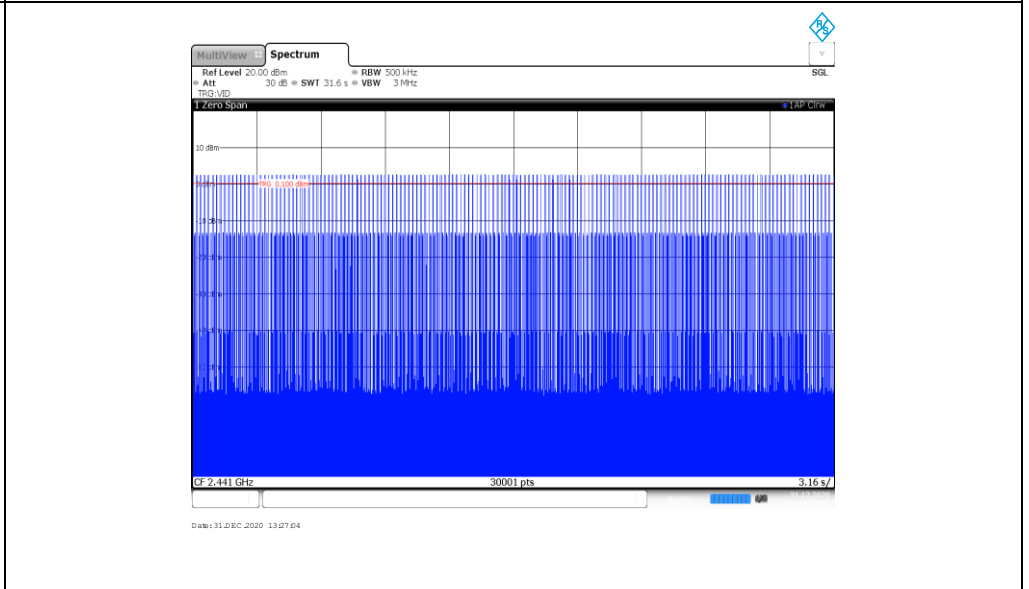 R&S
MultiView Spectrum
Ref Level 20.00 dBm RBW 500 kHz SGL
Att 30 dB SWT 31.6 s VBW 3 MHz
TRG:VID
1 Zero Span 1AP Clrw
10 dBm
TRG 0.100 dBm
CF 2.441 GHz 30001 pts 3.16 s/
Date: 31.DEC.2020 13:27:04